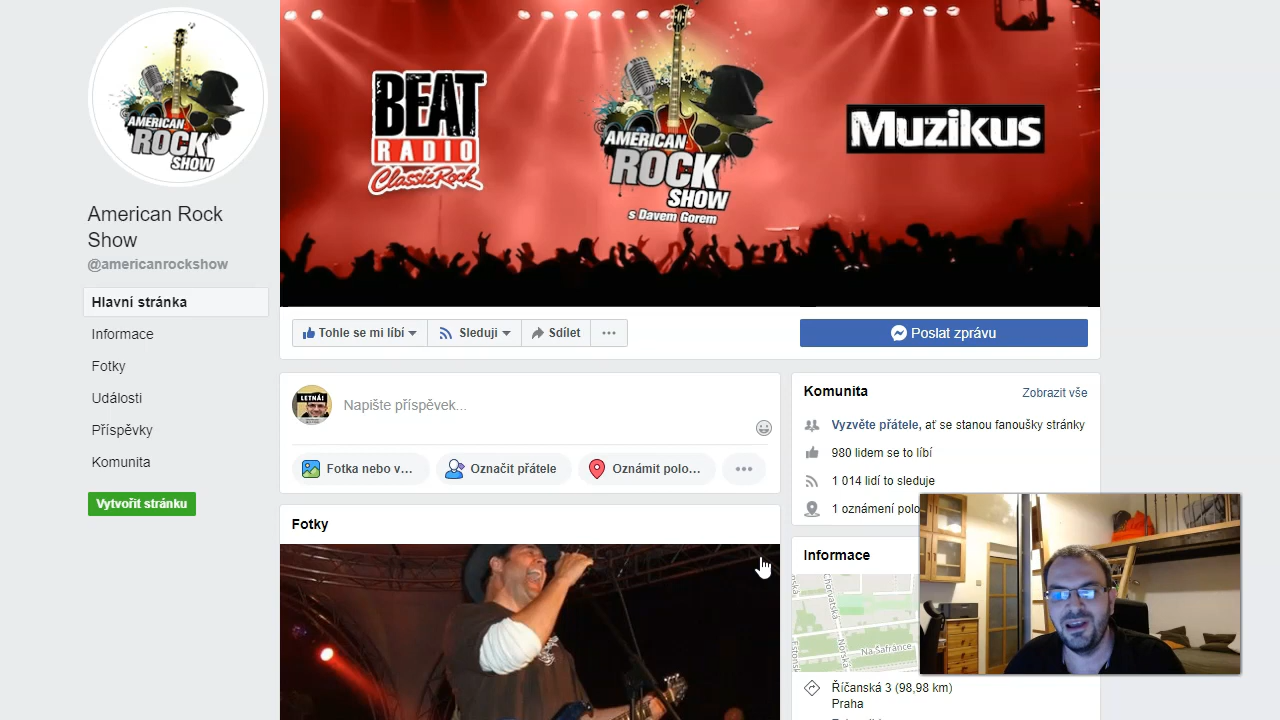 AMERICAN
ROCK
SHOW
American Rock
Show
@americanrockshow
Hlavní stránka
Informace
Fotky
Události
Příspěvky
Komunita
Vytvořit stránku
BEAT
RADIO
ClassicRock
AMERICAN
ROCK
SHOW
s Davem Gorem
Muzikus
Tohle se mi líbí
Sleduji
Sdílet
Poslat zprávu
LETNÁ!
Napište příspěvek...
Fotka nebo v...
Označit přátele
Oznámit polo...
Fotky
Komunita
Zobrazit vše
Vyzvěte přátele, ať se stanou fanoušky stránky
980 lidem se to líbí
1 014 lidí to sleduje
1 oznámení polo
Informace
Chorvatská
Norská
Estons
Na Šafránce
Říčanská 3 (98,98 km)
Praha